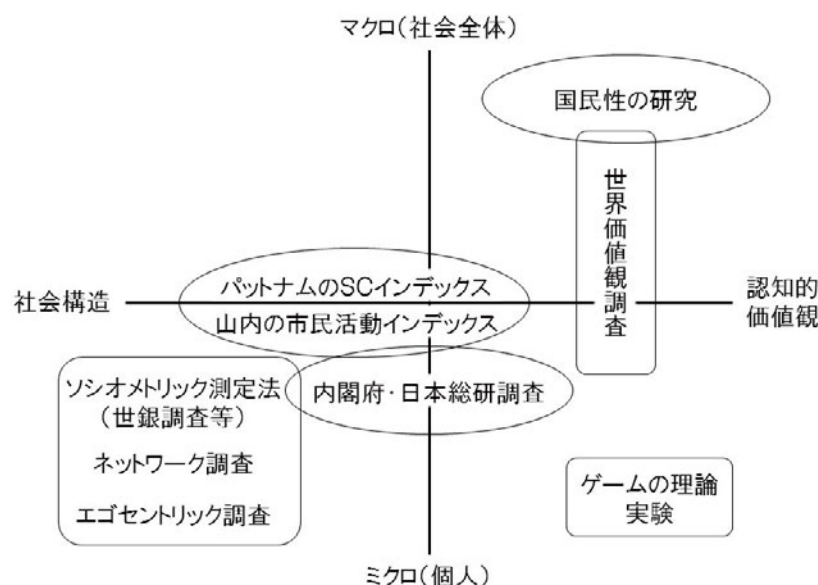 マクロ(社会全体)
国民性の研究
世界価値観調査
パットナムのSCインデックス
社会構造
認知的
価値観
山内の市民活動インデックス
ソシオメトリック測定法
(世銀調査等)
内閣府・日本総研調査
ネットワーク調査
エゴセントリック調査
ゲームの理論
実験
ミクロ(個人)